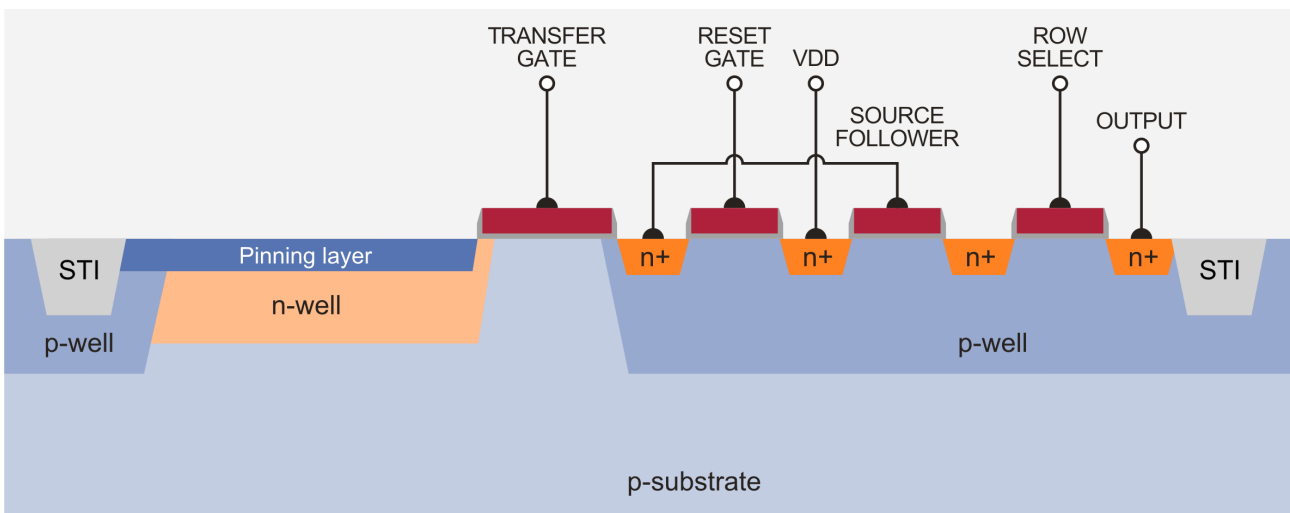 TRANSFER
GATE
RESET
GATE
VDD
ROW
SELECT
SOURCE
FOLLOWER
OUTPUT
STI
Pinning layer
n+
n+
n+
n+
STI
n-well
p-well
p-well
p-substrate